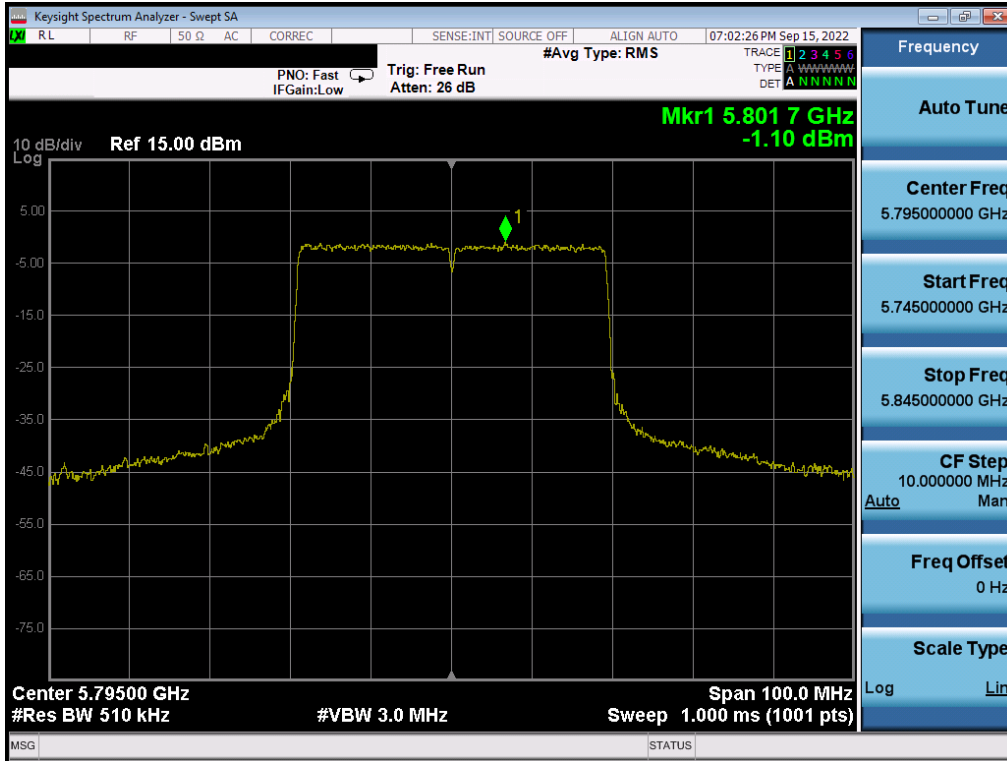 Keysight Spectrum Analyzer - Swept SA
LXI RL RF 50 Ω AC CORREC SENSE:INT SOURCE OFF ALIGN AUTO 07:02:26 PM Sep 15, 2022
#Avg Type: RMS TRACE 1 2 3 4 5 6
PNO: Fast Trig: Free Run TYPE A WWWWW
IFGain:Low Atten: 26 dB DET A N N N N N
Mkr1 5.801 7 GHz
-1.10 dBm
10 dB/div Ref 15.00 dBm
Log
1
5.00
-5.00
-15.0
-25.0
-35.0
-45.0
-55.0
-65.0
-75.0
Center 5.79500 GHz Span 100.0 MHz
#Res BW 510 kHz #VBW 3.0 MHz Sweep 1.000 ms (1001 pts)
MSG STATUS
Frequency
Auto Tune
Center Freq
5.795000000 GHz
Start Freq
5.745000000 GHz
Stop Freq
5.845000000 GHz
CF Step
10.000000 MHz
Auto Man
Freq Offset
0 Hz
Scale Type
Log Lin